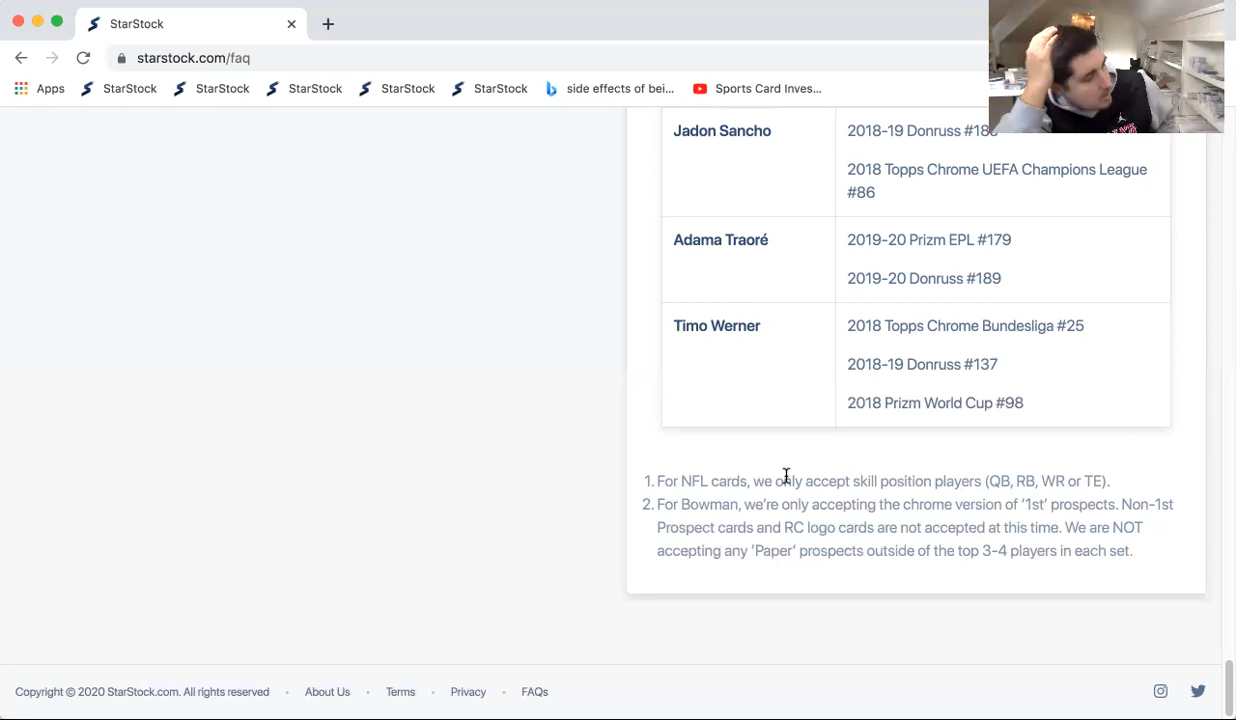 StarStock
starstock.com/faq
Apps StarStock StarStock StarStock StarStock StarStock side effects of bei... Sports Card Inves...
Jadon Sancho 2018-19 Donruss
2018 Topps Chrome UEFA Champions League
#86
Adama Traoré 2019-20 Prizm EPL #179
2019-20 Donruss #189
Timo Werner 2018 Topps Chrome Bundesliga #25
2018-19 Donruss #137
2018 Prizm World Cup #98
1. For NFL cards, we only accept skill position players (QB, RB, WR or TE).
2. For Bowman, we're only accepting the chrome version of '1st' prospects. Non-1st
Prospect cards and RC logo cards are not accepted at this time. We are NOT
accepting any 'Paper' prospects outside of the top 3-4 players in each set.
Copyright © 2020 StarStock.com. All rights reserved • About Us • Terms • Privacy • FAQs